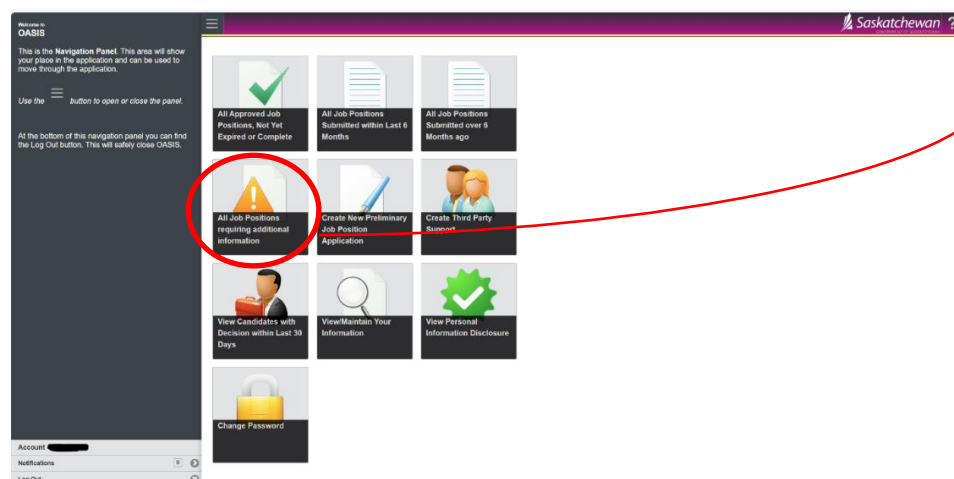 Welcome to
OASIS
This is the Navigation Panel. This area will show
your place in the application and can be used to
move through the application.
Use the button to open or close the panel.
At the bottom of this navigation panel you can find
the Log Out button. This will safely close OASIS.
Account
Notifications 0
Log Out
Saskatchewan ?
All Approved Job
Positions, Not Yet
Expired or Complete
All Job Positions
Submitted within Last 6
Months
All Job Positions
Submitted over 6
Months ago
All Job Positions
requiring additional
information
Create New Preliminary
Job Position
Application
Create Third Party
Support
View Candidates with
Decision within Last 30
Days
View/Maintain Your
Information
View Personal
Information Disclosure
Change Password